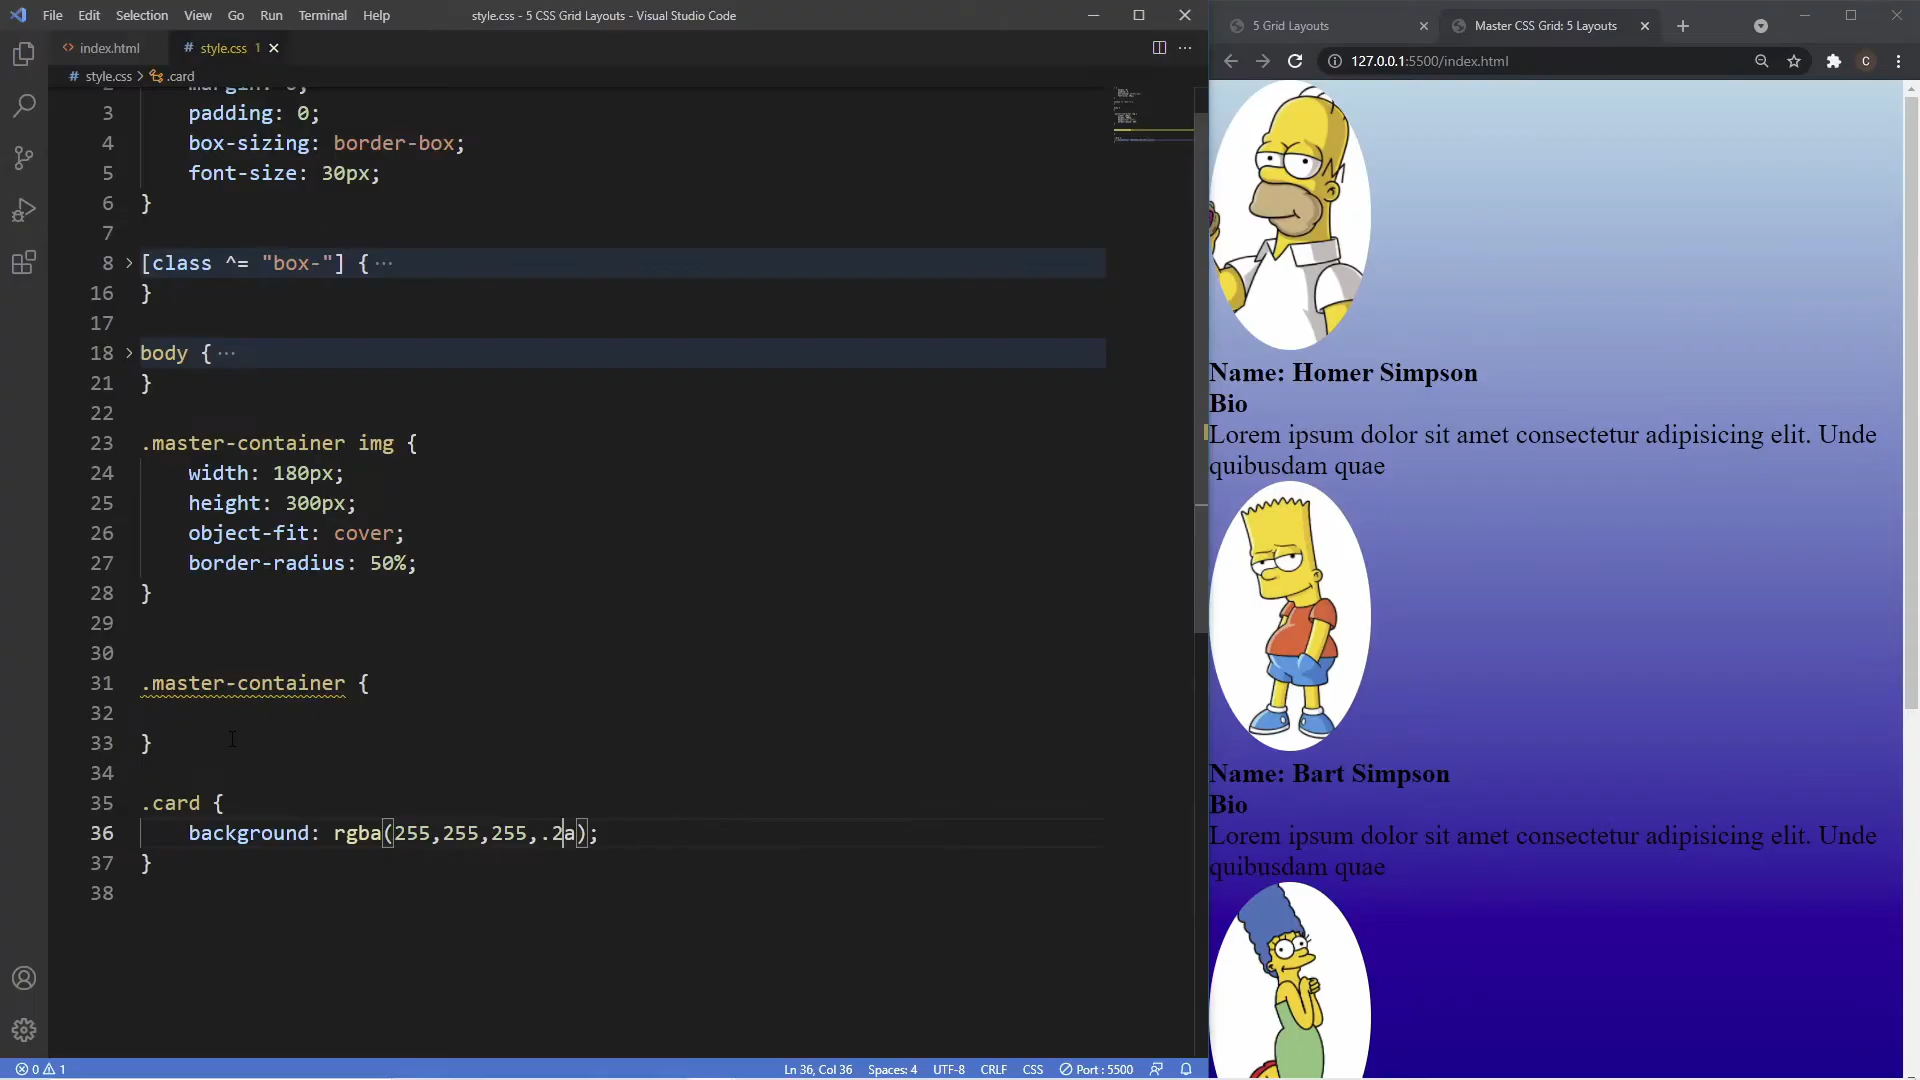 File Edit Selection View Go Run Terminal Help style.css - 5 CSS Grid Layouts - Visual Studio Code
index.html # style.css 1
# style.css > .card
2 margin: 0;
3 padding: 0;
4 box-sizing: border-box;
5 font-size: 30px;
6 }
7
8 [class ^= "box-"] { ···
16 }
17
18 body { ···
21 }
22
23 .master-container img {
24 width: 180px;
25 height: 300px;
26 object-fit: cover;
27 border-radius: 50%;
28 }
29
30
31 .master-container {
32
33 }
34
35 .card {
36 background: rgba(255,255,255,.2a);
37 }
38
0 1 Ln 36, Col 36 Spaces: 4 UTF-8 CRLF CSS Port : 5500
5 Grid Layouts Master CSS Grid: 5 Layouts
127.0.0.1:5500/index.html C
Name: Homer Simpson
Bio
Lorem ipsum dolor sit amet consectetur adipisicing elit. Unde
quibusdam quae
Name: Bart Simpson
Bio
Lorem ipsum dolor sit amet consectetur adipisicing elit. Unde
quibusdam quae